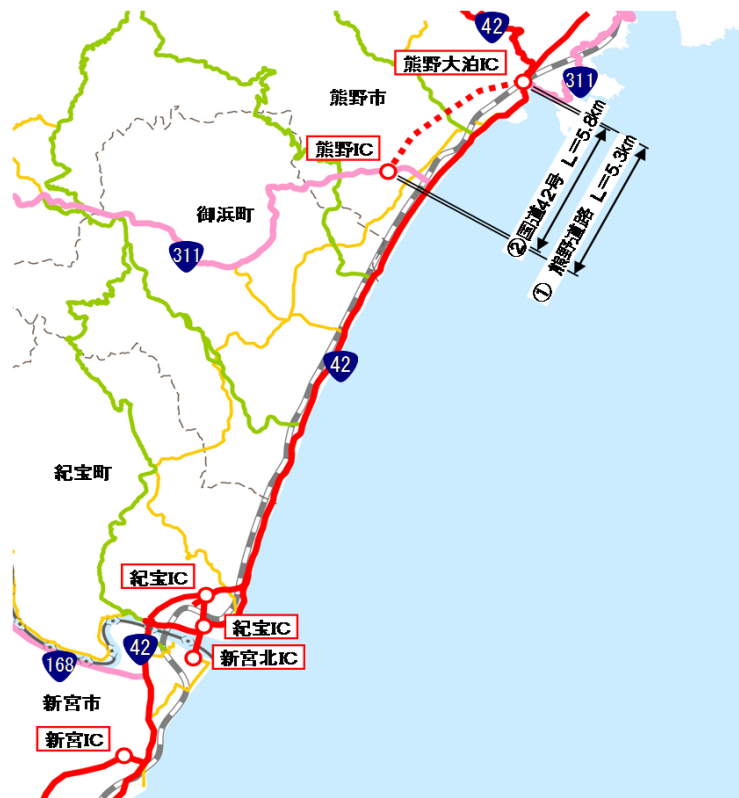 42
熊野大泊IC
311
熊野市
熊野IC
②国道42号 L=5.8km
① 熊野道路 L=5.3km
御浜町
311
42
紀宝町
紀宝IC
紀宝IC
42
新宮北IC
168
新宮市
新宮IC